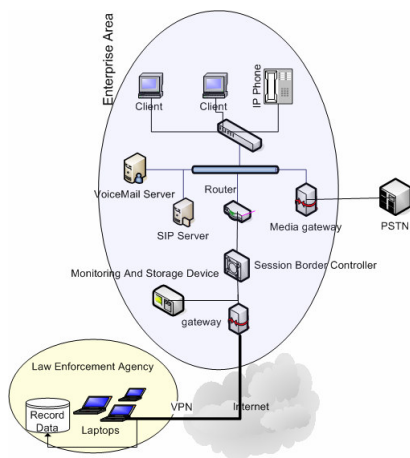 Enterprise Area
Client
Client
IP Phone
VoiceMail Server
Router
SIP Server
Media gateway
PSTN
Session Border Controller
Monitoring And Storage Device
gateway
Law Enforcement Agency
VPN
Internet
Record
Data
Laptops